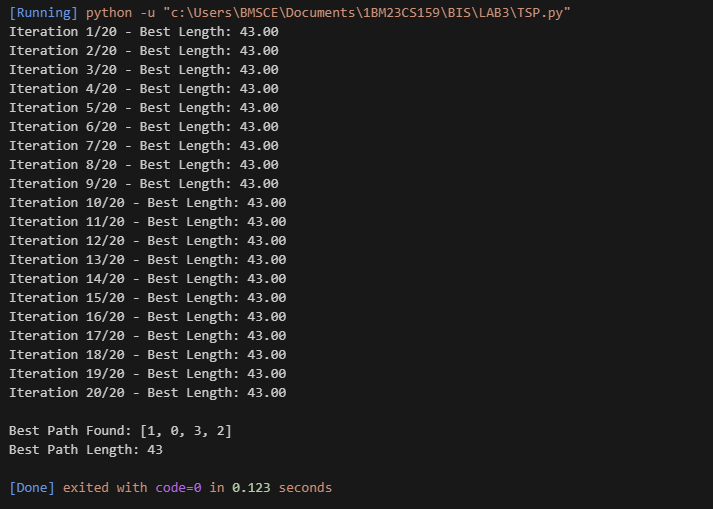 [Running] python -u "c:\Users\BMSCE\Documents\1BM23CS159\BIS\LAB3\TSP.py"
Iteration 1/20 - Best Length: 43.00
Iteration 2/20 - Best Length: 43.00
Iteration 3/20 - Best Length: 43.00
Iteration 4/20 - Best Length: 43.00
Iteration 5/20 - Best Length: 43.00
Iteration 6/20 - Best Length: 43.00
Iteration 7/20 - Best Length: 43.00
Iteration 8/20 - Best Length: 43.00
Iteration 9/20 - Best Length: 43.00
Iteration 10/20 - Best Length: 43.00
Iteration 11/20 - Best Length: 43.00
Iteration 12/20 - Best Length: 43.00
Iteration 13/20 - Best Length: 43.00
Iteration 14/20 - Best Length: 43.00
Iteration 15/20 - Best Length: 43.00
Iteration 16/20 - Best Length: 43.00
Iteration 17/20 - Best Length: 43.00
Iteration 18/20 - Best Length: 43.00
Iteration 19/20 - Best Length: 43.00
Iteration 20/20 - Best Length: 43.00
Best Path Found: [1, 0, 3, 2]
Best Path Length: 43
[Done] exited with code=0 in 0.123 seconds